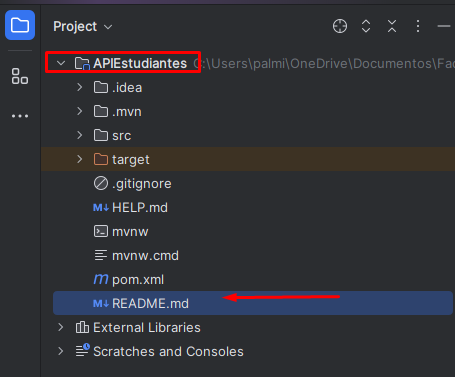 Project
APIEstudiantes C:\Users\palmi\OneDrive\Documentos\Fac
.idea
.mvn
src
target
.gitignore
HELP.md
mvnw
mvnw.cmd
pom.xml
README.md
External Libraries
Scratches and Consoles